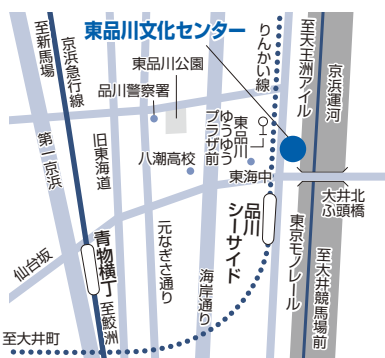 東品川文化センター
至新馬場
京浜急行線
東品川公園
品川警察署
りんかい線
至天王洲アイル
京浜運河
第一京浜
旧東海道
八潮高校
東品川
ゆうゆう
プラザ前
東海中
大井北
ふ頭橋
品川
シーサイド
仙台坂
青物横丁
至鮫洲
元なぎさ通り
海岸通り
東京モノレール
至大井競馬場前
至大井町